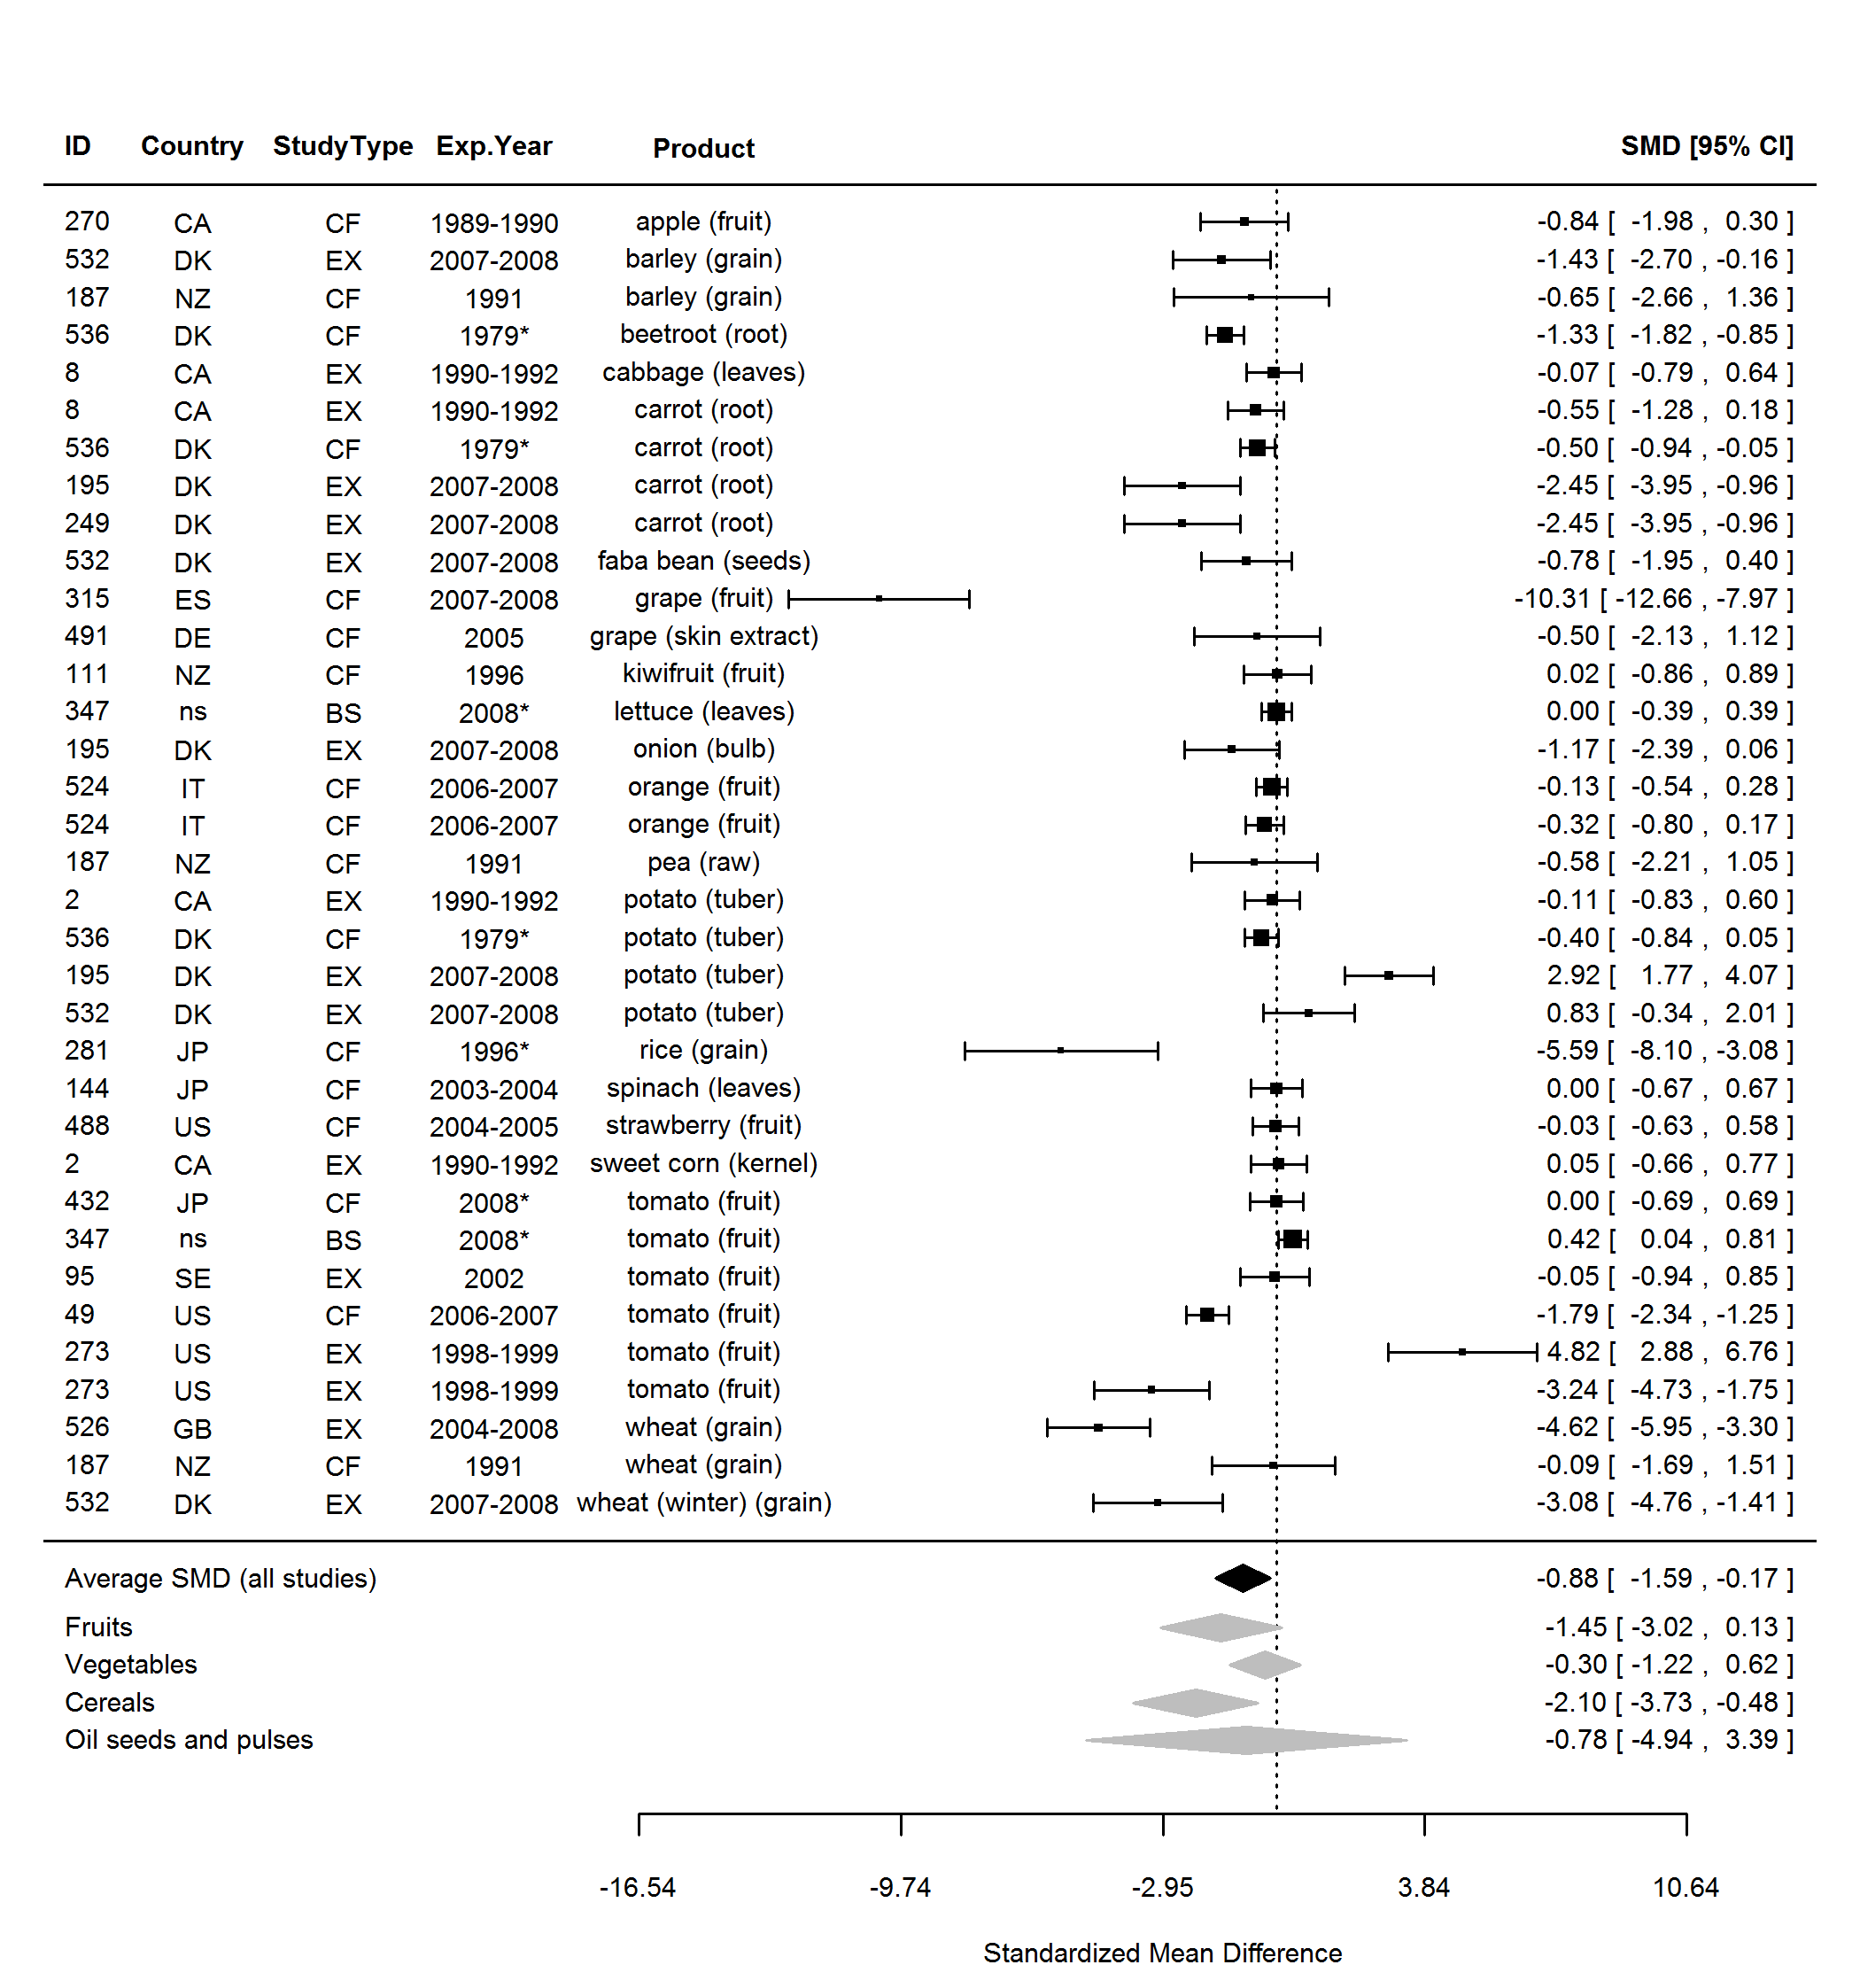 ID Country StudyType Exp.Year Product SMD [95% CI]
270 CA CF 1989-1990 apple (fruit) -0.84 [ -1.98 , 0.30 ]
532 DK EX 2007-2008 barley (grain) -1.43 [ -2.70 , -0.16 ]
187 NZ CF 1991 barley (grain) -0.65 [ -2.66 , 1.36 ]
536 DK CF 1979* beetroot (root) -1.33 [ -1.82 , -0.85 ]
8 CA EX 1990-1992 cabbage (leaves) -0.07 [ -0.79 , 0.64 ]
8 CA EX 1990-1992 carrot (root) -0.55 [ -1.28 , 0.18 ]
536 DK CF 1979* carrot (root) -0.50 [ -0.94 , -0.05 ]
195 DK EX 2007-2008 carrot (root) -2.45 [ -3.95 , -0.96 ]
249 DK EX 2007-2008 carrot (root) -2.45 [ -3.95 , -0.96 ]
532 DK EX 2007-2008 faba bean (seeds) -0.78 [ -1.95 , 0.40 ]
315 ES CF 2007-2008 grape (fruit) -10.31 [ -12.66 , -7.97 ]
491 DE CF 2005 grape (skin extract) -0.50 [ -2.13 , 1.12 ]
111 NZ CF 1996 kiwifruit (fruit) 0.02 [ -0.86 , 0.89 ]
347 ns BS 2008* lettuce (leaves) 0.00 [ -0.39 , 0.39 ]
195 DK EX 2007-2008 onion (bulb) -1.17 [ -2.39 , 0.06 ]
524 IT CF 2006-2007 orange (fruit) -0.13 [ -0.54 , 0.28 ]
524 IT CF 2006-2007 orange (fruit) -0.32 [ -0.80 , 0.17 ]
187 NZ CF 1991 pea (raw) -0.58 [ -2.21 , 1.05 ]
2 CA EX 1990-1992 potato (tuber) -0.11 [ -0.83 , 0.60 ]
536 DK CF 1979* potato (tuber) -0.40 [ -0.84 , 0.05 ]
195 DK EX 2007-2008 potato (tuber) 2.92 [ 1.77 , 4.07 ]
532 DK EX 2007-2008 potato (tuber) 0.83 [ -0.34 , 2.01 ]
281 JP CF 1996* rice (grain) -5.59 [ -8.10 , -3.08 ]
144 JP CF 2003-2004 spinach (leaves) 0.00 [ -0.67 , 0.67 ]
488 US CF 2004-2005 strawberry (fruit) -0.03 [ -0.63 , 0.58 ]
2 CA EX 1990-1992 sweet corn (kernel) 0.05 [ -0.66 , 0.77 ]
432 JP CF 2008* tomato (fruit) 0.00 [ -0.69 , 0.69 ]
347 ns BS 2008* tomato (fruit) 0.42 [ 0.04 , 0.81 ]
95 SE EX 2002 tomato (fruit) -0.05 [ -0.94 , 0.85 ]
49 US CF 2006-2007 tomato (fruit) -1.79 [ -2.34 , -1.25 ]
273 US EX 1998-1999 tomato (fruit) 4.82 [ 2.88 , 6.76 ]
273 US EX 1998-1999 tomato (fruit) -3.24 [ -4.73 , -1.75 ]
526 GB EX 2004-2008 wheat (grain) -4.62 [ -5.95 , -3.30 ]
187 NZ CF 1991 wheat (grain) -0.09 [ -1.69 , 1.51 ]
532 DK EX 2007-2008 wheat (winter) (grain) -3.08 [ -4.76 , -1.41 ]
Average SMD (all studies) -0.88 [ -1.59 , -0.17 ]
Fruits -1.45 [ -3.02 , 0.13 ]
Vegetables -0.30 [ -1.22 , 0.62 ]
Cereals -2.10 [ -3.73 , -0.48 ]
Oil seeds and pulses -0.78 [ -4.94 , 3.39 ]
-16.54 -9.74 -2.95 3.84 10.64
Standardized Mean Difference